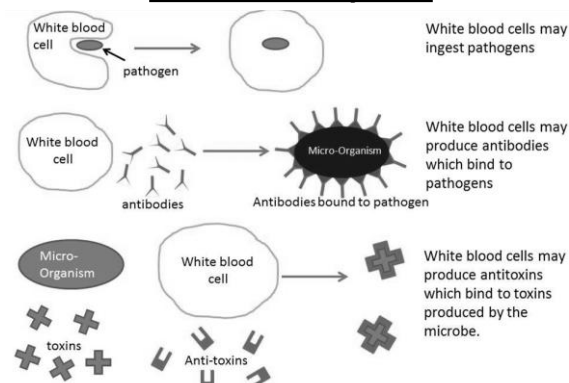 White blood
cell
pathogen
White blood cells may
ingest pathogens
White blood
cell
antibodies
Micro-Organism
Antibodies bound to pathogen
White blood cells may
produce antibodies
which bind to
pathogens
Micro-
Organism
toxins
White blood
cell
Anti-toxins
White blood cells may
produce antitoxins
which bind to toxins
produced by the
microbe.